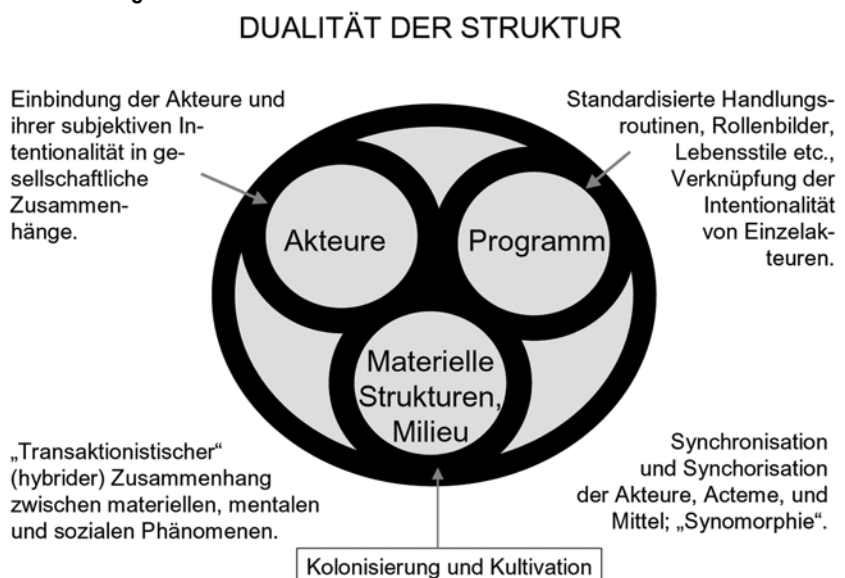 DUALITÄT DER STRUKTUR
Einbindung der Akteure und
ihrer subjektiven In-
tentionalität in ge-
sellschaftliche
Zusammen-
hänge.
Standardisierte Handlungs-
routinen, Rollenbilder,
Lebensstile etc.,
Verknüpfung der
Intentionalität
von Einzelak-
teuren.
Akteure
Programm
Materielle
Strukturen,
Milieu
„Transaktionistischer“
(hybrider) Zusammenhang
zwischen materiellen, mentalen
und sozialen Phänomenen.
Synchronisation
und Synchorisation
der Akteure, Acteme, und
Mittel; „Synomorphie“.
Kolonisierung und Kultivation